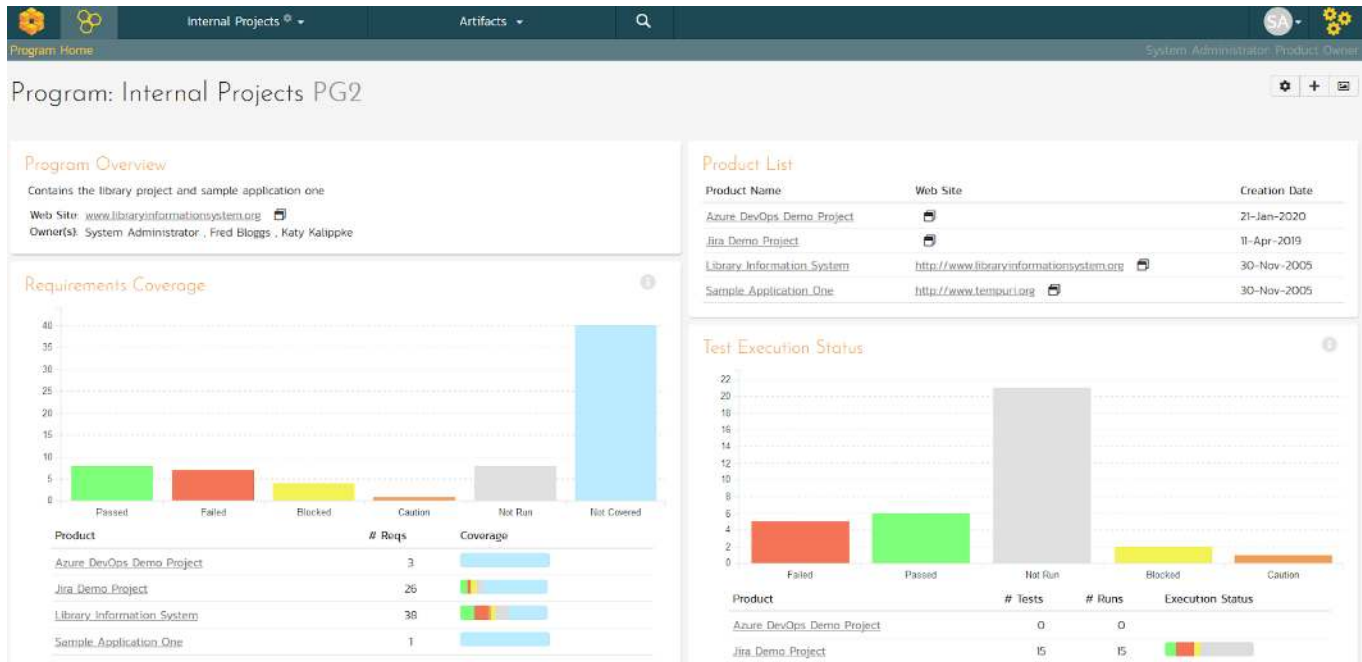 Internal Projects
Artifacts
SA
Program Home
System Administrator Product Owner
Program: Internal Projects PG2
Program Overview
Contains the library project and sample application one
Web Site: www.libraryinformationsystem.org
Owner(s): System Administrator , Fred Bloggs , Katy Kalippke
Requirements Coverage
40
35
30
25
20
15
10
5
0
Passed Failed Blocked Caution Not Run Not Covered
Product # Reqs Coverage
Azure DevOps Demo Project 3
Jira Demo Project 26
Library Information System 38
Sample Application One 1
Product List
Product Name Web Site Creation Date
Azure DevOps Demo Project 21-Jan-2020
Jira Demo Project 11-Apr-2019
Library Information System http://www.libraryinformationsystem.org 30-Nov-2005
Sample Application One http://www.tempuri.org 30-Nov-2005
Test Execution Status
22
20
18
16
14
12
10
8
6
4
2
0
Failed Passed Not Run Blocked Caution
Product # Tests # Runs Execution Status
Azure DevOps Demo Project 0 0
Jira Demo Project 15 15